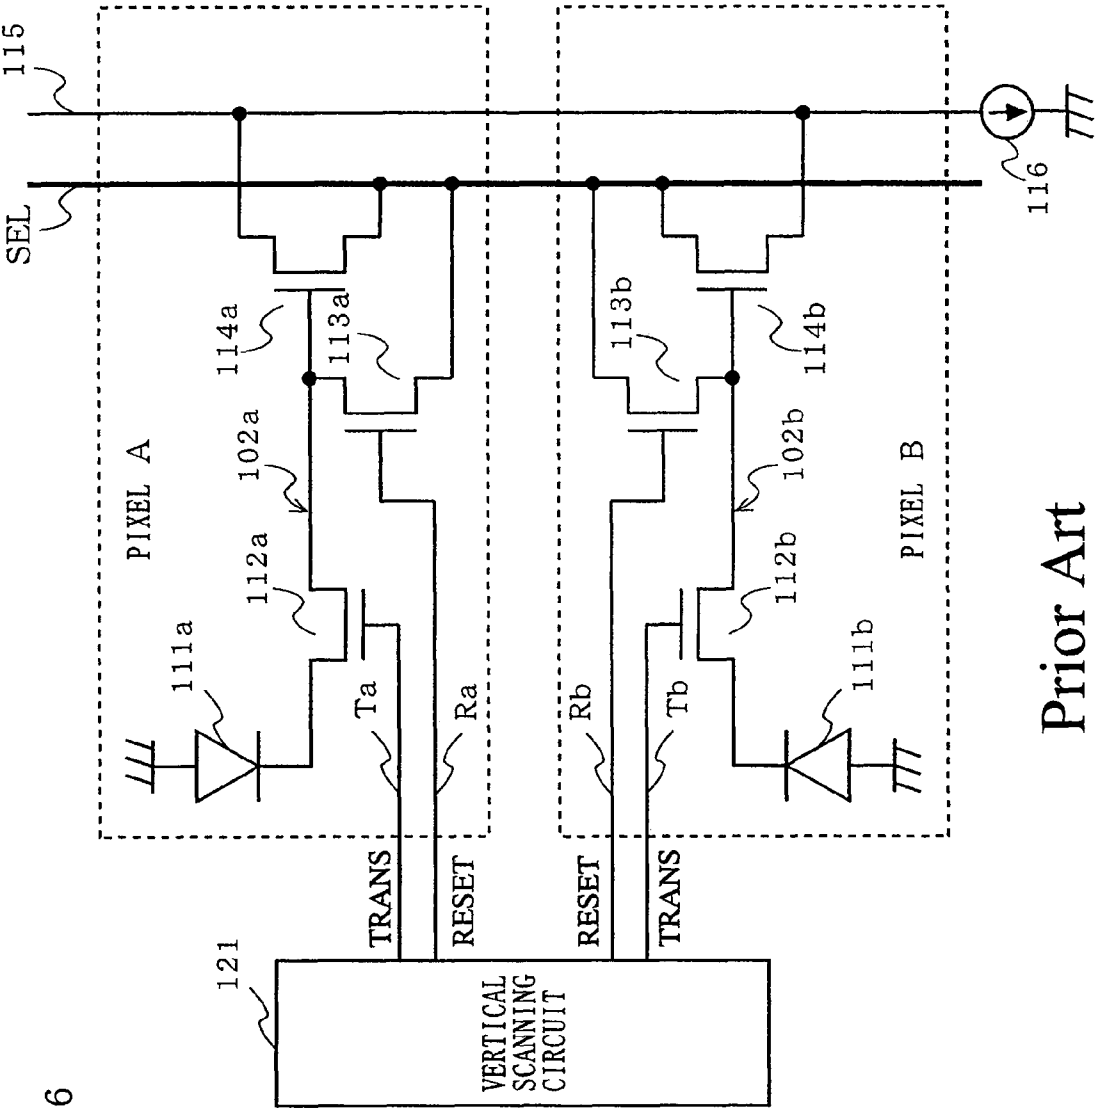 6
121
VERTICAL
SCANNING
CIRCUIT
TRANS
RESET
RESET
TRANS
Ta
Ra
Rb
Tb
111a
112a
102a
PIXEL A
114a
113a
SEL
115
113b
114b
102b
112b
111b
PIXEL B
116
Prior Art